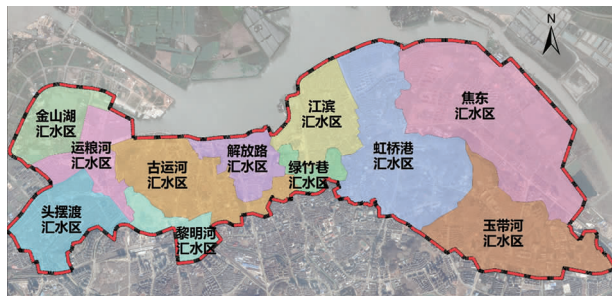 N
焦东
汇水区
江滨
汇水区
金山湖
汇水区
运粮河
汇水区
古运河
汇水区
解放路
汇水区
绿竹巷
汇水区
虹桥港
汇水区
头摆渡
汇水区
黎明河
汇水区
玉带河
汇水区